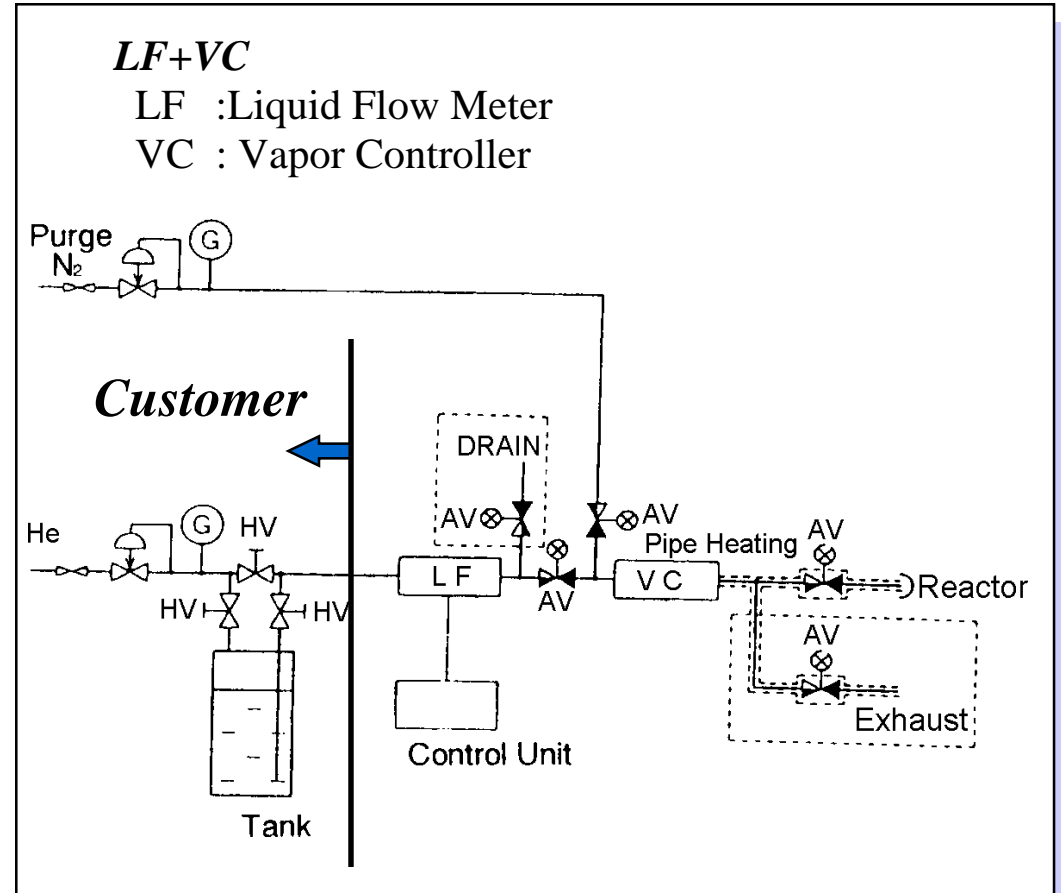 LF+VC
LF :Liquid Flow Meter
VC : Vapor Controller
Purge
N₂
G
Customer
DRAIN
AV
AV
He
G
HV
HV
HV
LF
AV
Pipe Heating
VC
AV
Reactor
AV
Exhaust
Control Unit
Tank